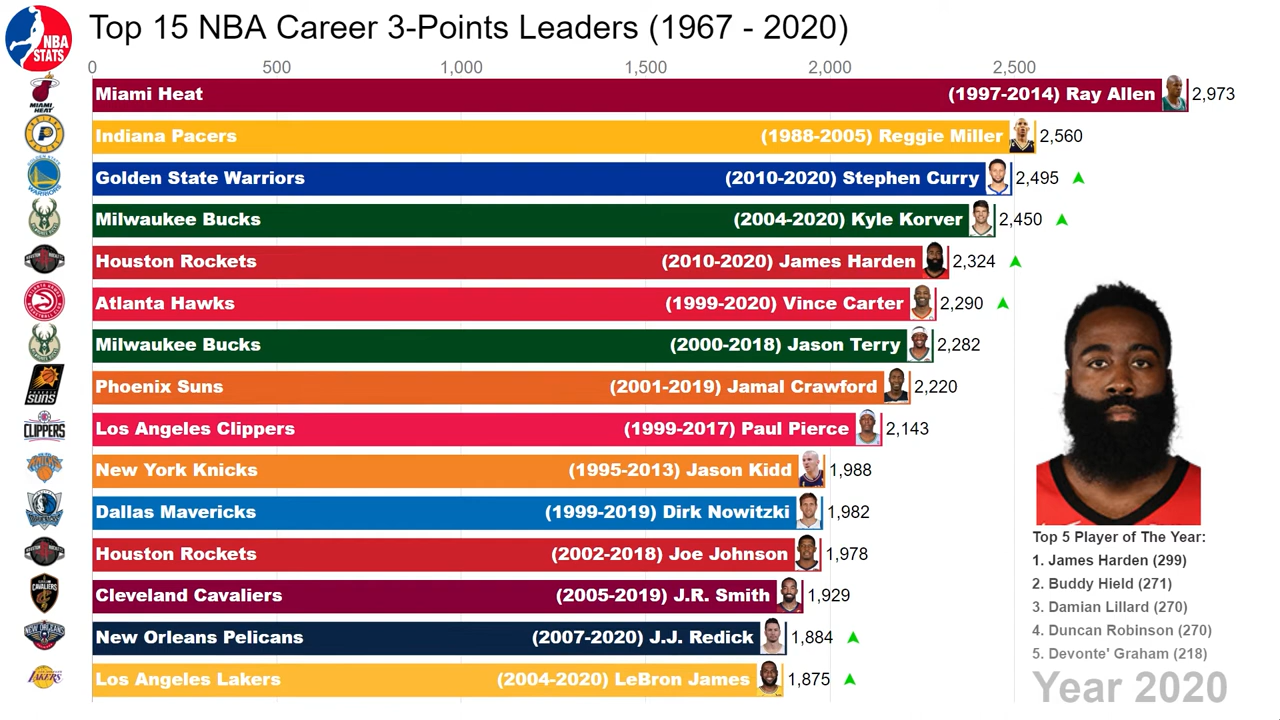 NBA STATS
Top 15 NBA Career 3-Points Leaders (1967 - 2020)
0 500 1,000 1,500 2,000 2,500
MIAMI HEAT Miami Heat (1997-2014) Ray Allen 2,973
Indiana Pacers (1988-2005) Reggie Miller 2,560
WARRIORS Golden State Warriors (2010-2020) Stephen Curry 2,495
Milwaukee Bucks (2004-2020) Kyle Korver 2,450
Houston Rockets (2010-2020) James Harden 2,324
Atlanta Hawks (1999-2020) Vince Carter 2,290
Milwaukee Bucks (2000-2018) Jason Terry 2,282
SUNS Phoenix Suns (2001-2019) Jamal Crawford 2,220
CLIPPERS Los Angeles Clippers (1999-2017) Paul Pierce 2,143
New York Knicks (1995-2013) Jason Kidd 1,988
Dallas Mavericks (1999-2019) Dirk Nowitzki 1,982
Houston Rockets (2002-2018) Joe Johnson 1,978
Cleveland Cavaliers (2005-2019) J.R. Smith 1,929
New Orleans Pelicans (2007-2020) J.J. Redick 1,884
LAKERS Los Angeles Lakers (2004-2020) LeBron James 1,875
Top 5 Player of The Year:
1. James Harden (299)
2. Buddy Hield (271)
3. Damian Lillard (270)
4. Duncan Robinson (270)
5. Devonte' Graham (218)
Year 2020